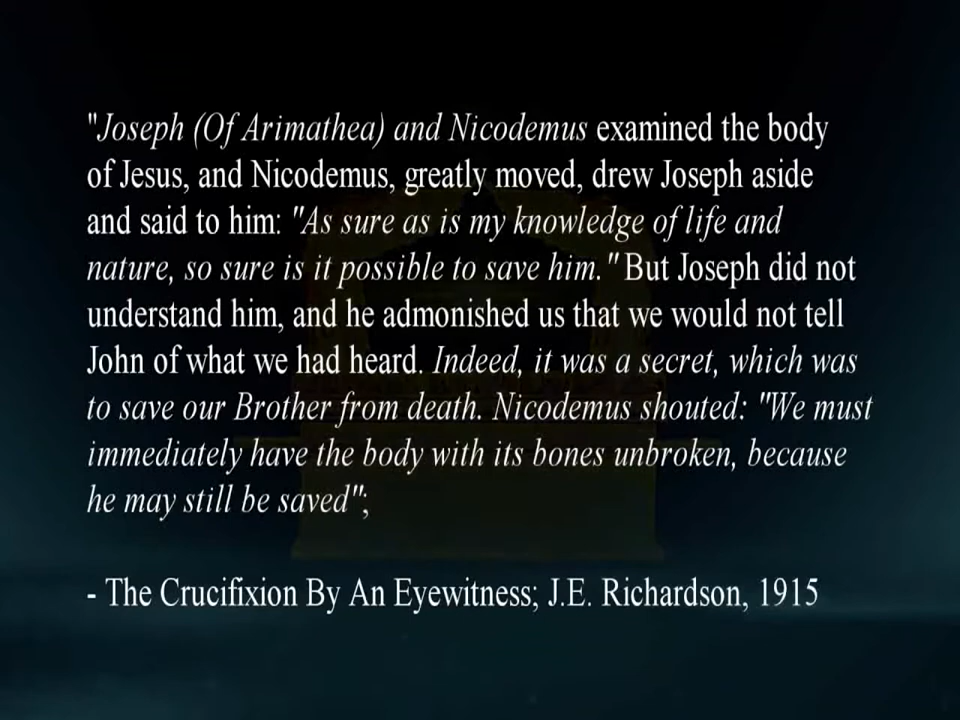 "Joseph (Of Arimathea) and Nicodemus examined the body
of Jesus, and Nicodemus, greatly moved, drew Joseph aside
and said to him: "As sure as is my knowledge of life and
nature, so sure is it possible to save him." But Joseph did not
understand him, and he admonished us that we would not tell
John of what we had heard. Indeed, it was a secret, which was
to save our Brother from death. Nicodemus shouted: "We must
immediately have the body with its bones unbroken, because
he may still be saved";
- The Crucifixion By An Eyewitness; J.E. Richardson, 1915